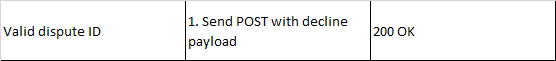 Valid dispute ID
1. Send POST with decline
payload
200 OK